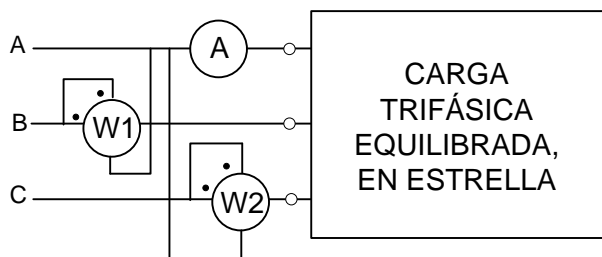 A
A
CARGA
TRIFÁSICA
EQUILIBRADA,
EN ESTRELLA
B
W1
C
W2